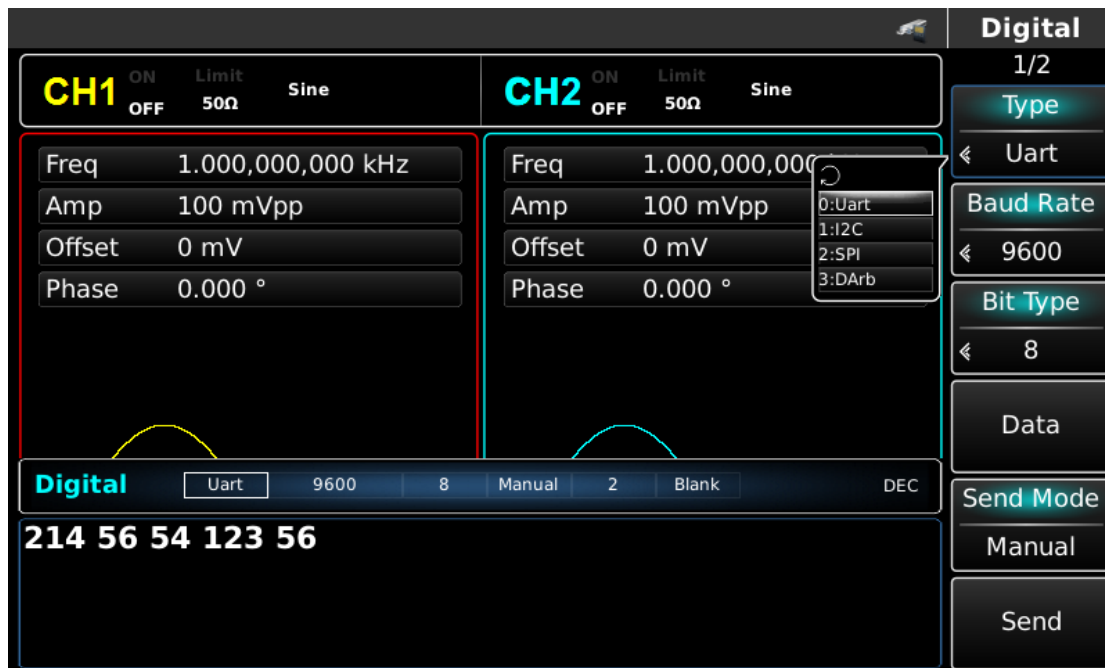 Digital
1/2
CH1 ON OFF Limit 50Ω Sine
CH2 ON OFF Limit 50Ω Sine
Freq 1.000,000,000 kHz
Amp 100 mVpp
Offset 0 mV
Phase 0.000 °
Freq 1.000,000,000
Amp 100 mVpp
Offset 0 mV
Phase 0.000 °
0:Uart
1:I2C
2:SPI
3:DArb
Type
Uart
Baud Rate
9600
Bit Type
8
Data
Send Mode
Manual
Send
Digital Uart 9600 8 Manual 2 Blank DEC
214 56 54 123 56